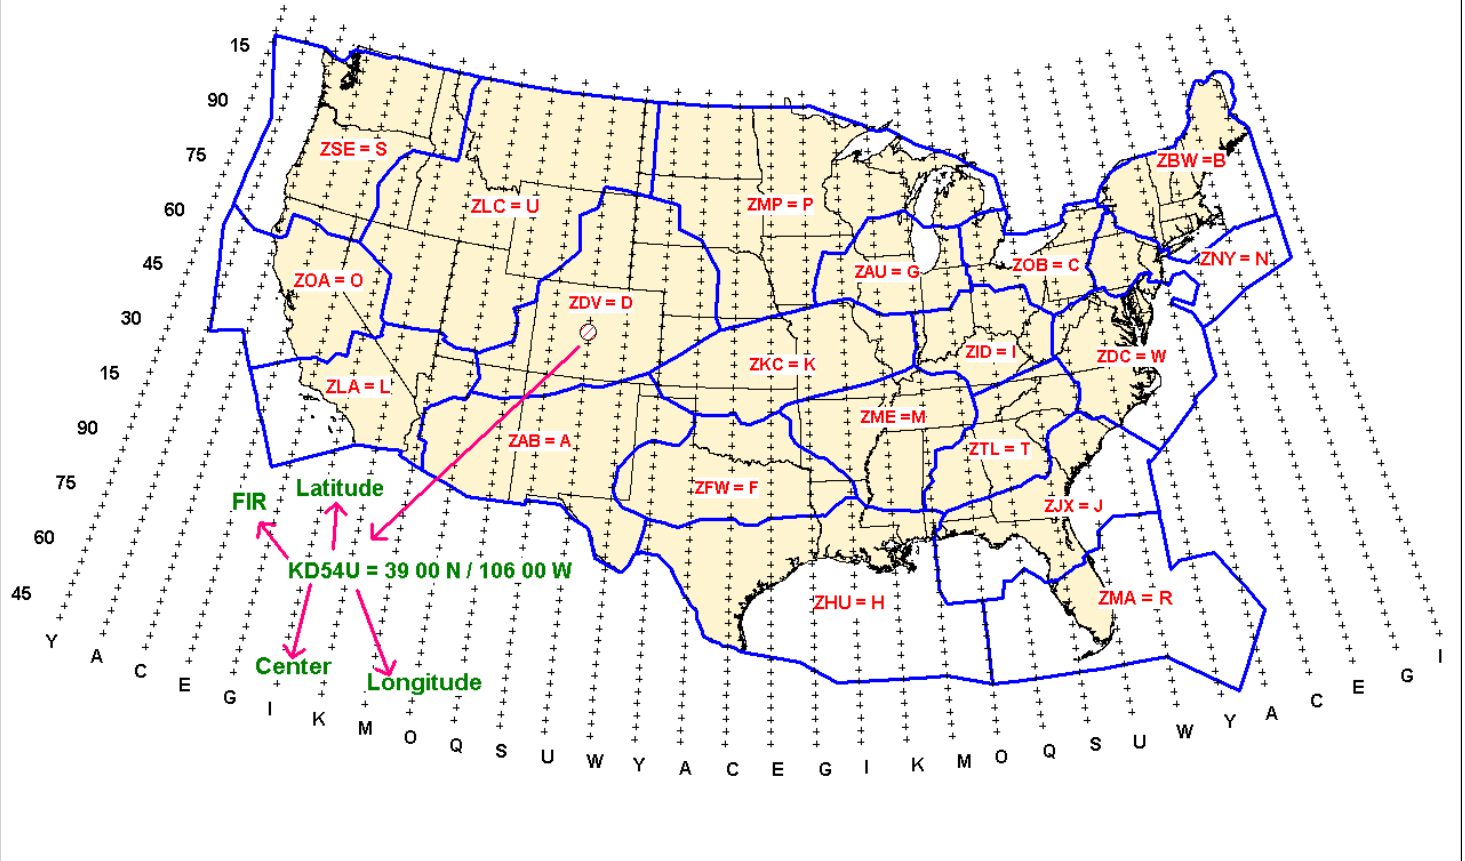 15
90
75
60
45
30
15
90
75
60
45
ZSE = S
ZLC = U
ZMP = P
ZBW =B
ZOA = O
ZDV = D
ZAU = G
ZOB = C
ZNY = N
ZLA = L
ZKC = K
ZID = I
ZDC = W
ZAB = A
ZME =M
ZTL = T
ZFW = F
ZJX = J
ZHU = H
ZMA = R
FIR
Latitude
KD54U = 39 00 N / 106 00 W
Center
Longitude
Y A C E G I K M O Q S U W Y A C E G I K M O Q S U W Y A C E G I